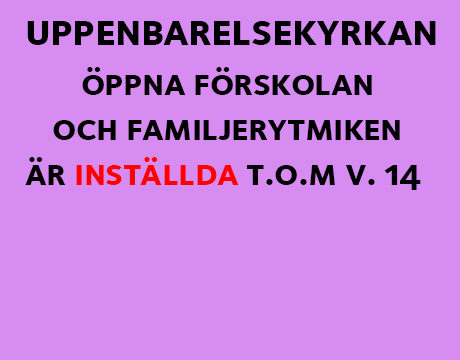 UPPENBARELSEKYRKAN
ÖPPNA FÖRSKOLAN
OCH FAMILJERYTMIKEN
ÄR INSTÄLLDA T.O.M V. 14